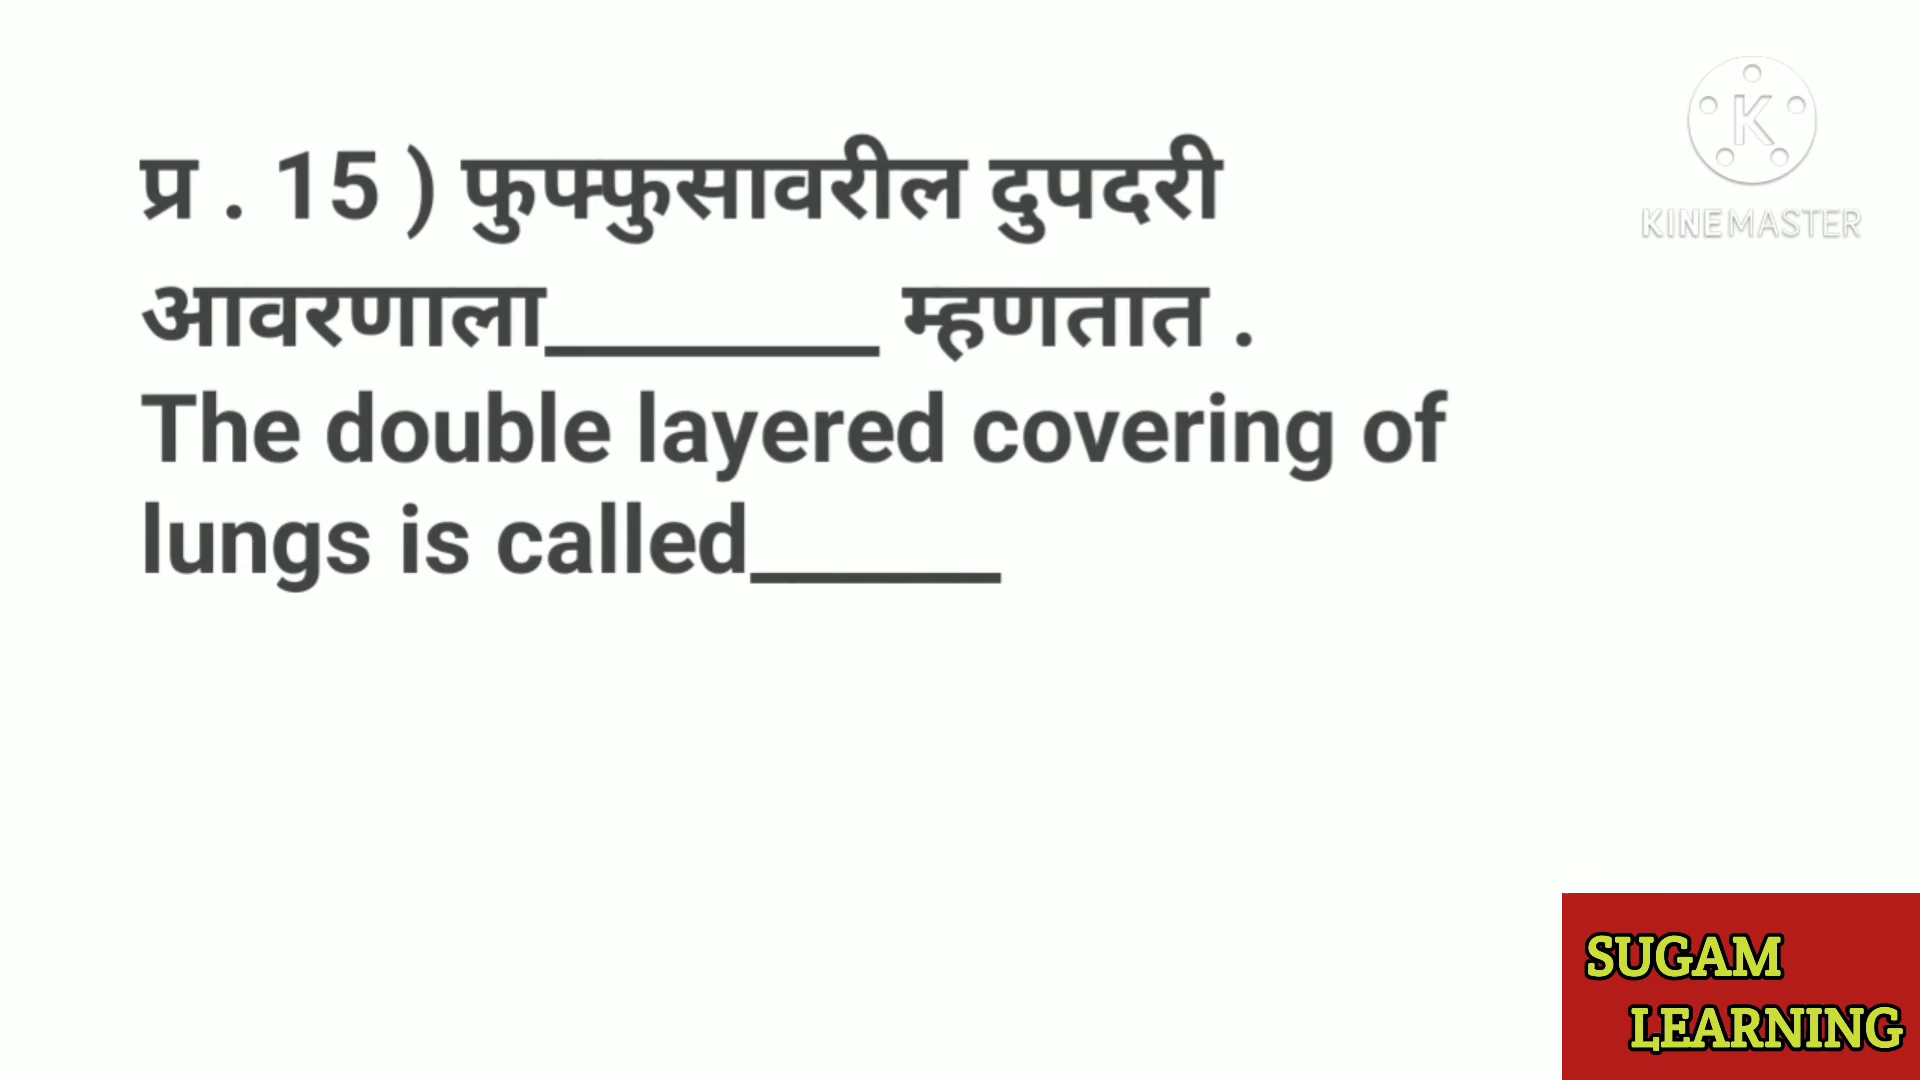 प्र . 15 ) फुफ्फुसावरील दुपदरी
आवरणाला________ म्हणतात .
The double layered covering of
lungs is called______
K
KINEMASTER
SUGAM
LEARNING